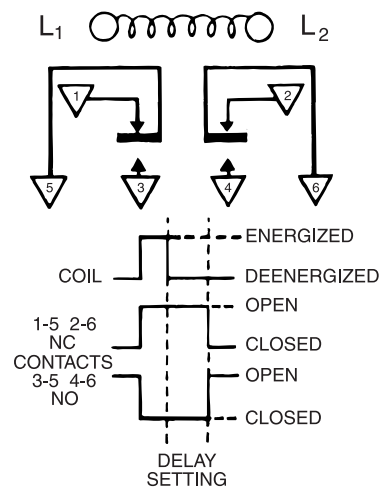 L1 L2
1 2
5 3 4 6
ENERGIZED
COIL DEENERGIZED
OPEN
1-5 2-6
NC CLOSED
CONTACTS
3-5 4-6 OPEN
NO
CLOSED
DELAY
SETTING